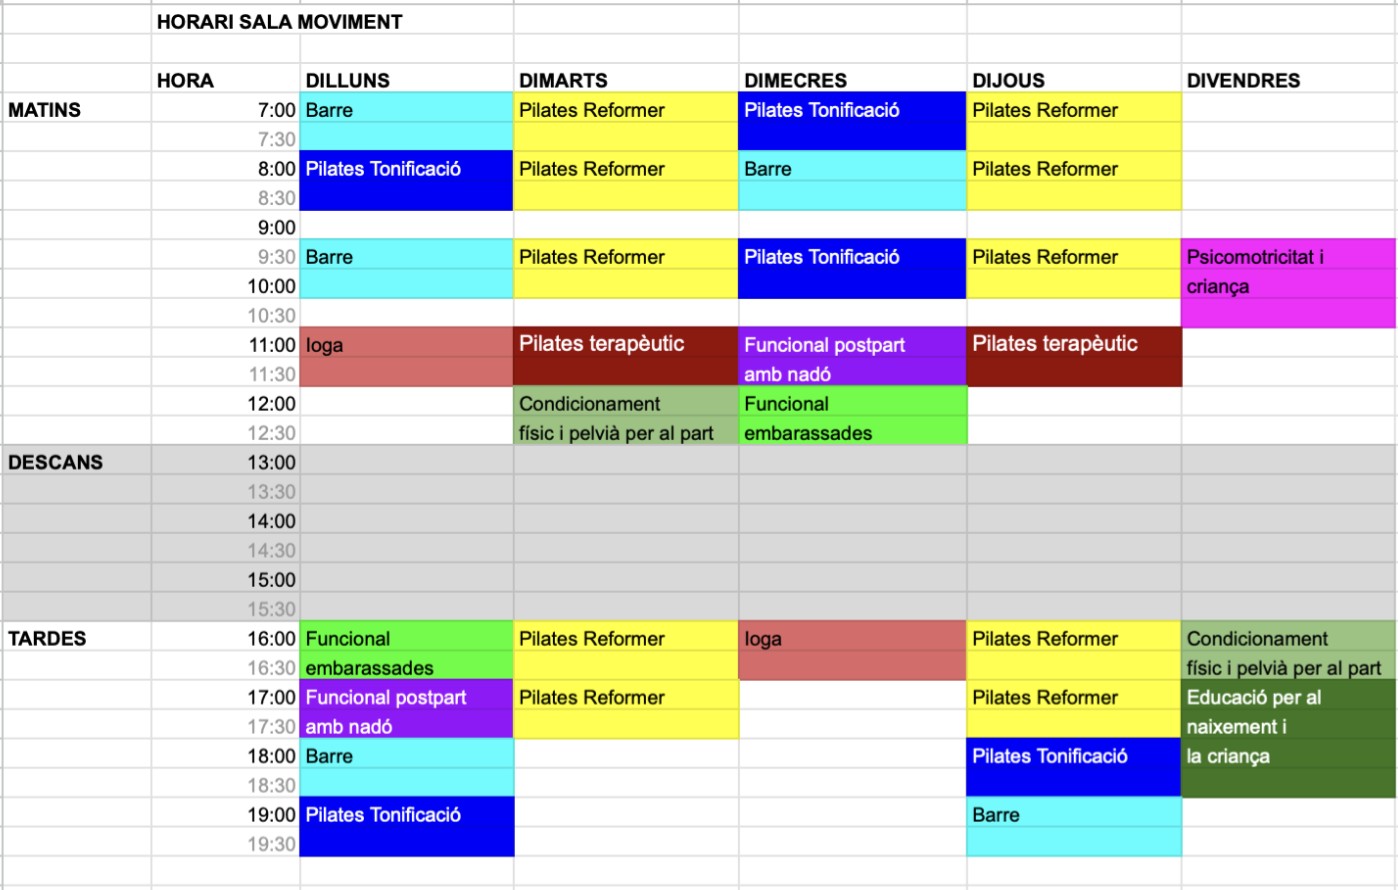 HORARI SALA MOVIMENT
HORA DILLUNS DIMARTS DIMECRES DIJOUS DIVENDRES
MATINS 7:00 Barre Pilates Reformer Pilates Tonificació Pilates Reformer
7:30
8:00 Pilates Tonificació Pilates Reformer Barre Pilates Reformer
8:30
9:00
9:30 Barre Pilates Reformer Pilates Tonificació Pilates Reformer Psicomotricitat i
10:00 criança
10:30
11:00 Ioga Pilates terapèutic Funcional postpart Pilates terapèutic
11:30 amb nadó
12:00 Condicionament Funcional
12:30 físic i pelvià per al part embarassades
DESCANS 13:00
13:30
14:00
14:30
15:00
15:30
TARDES 16:00 Funcional Pilates Reformer Ioga Pilates Reformer Condicionament
16:30 embarassades físic i pelvià per al part
17:00 Funcional postpart Pilates Reformer Pilates Reformer Educació per al
17:30 amb nadó naixement i
18:00 Barre Pilates Tonificació la criança
18:30
19:00 Pilates Tonificació Barre
19:30